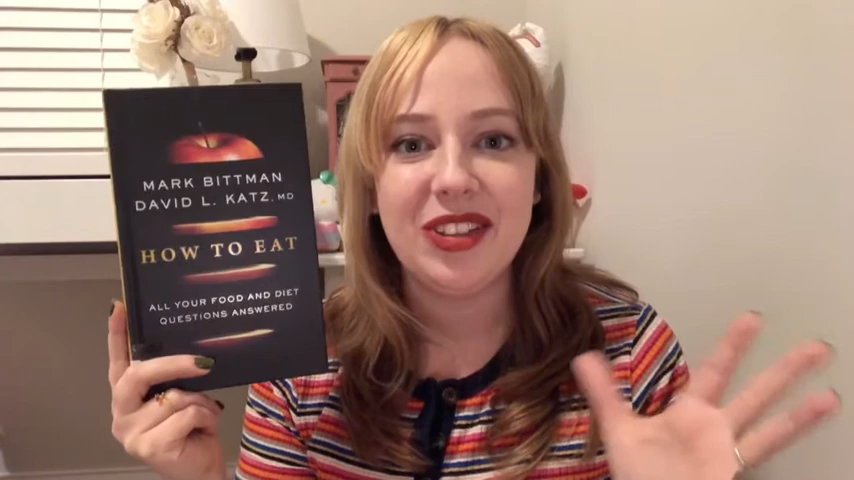 MARK BITTMAN
DAVID L. KATZ, MD
HOW TO EAT
ALL YOUR FOOD AND DIET
QUESTIONS ANSWERED